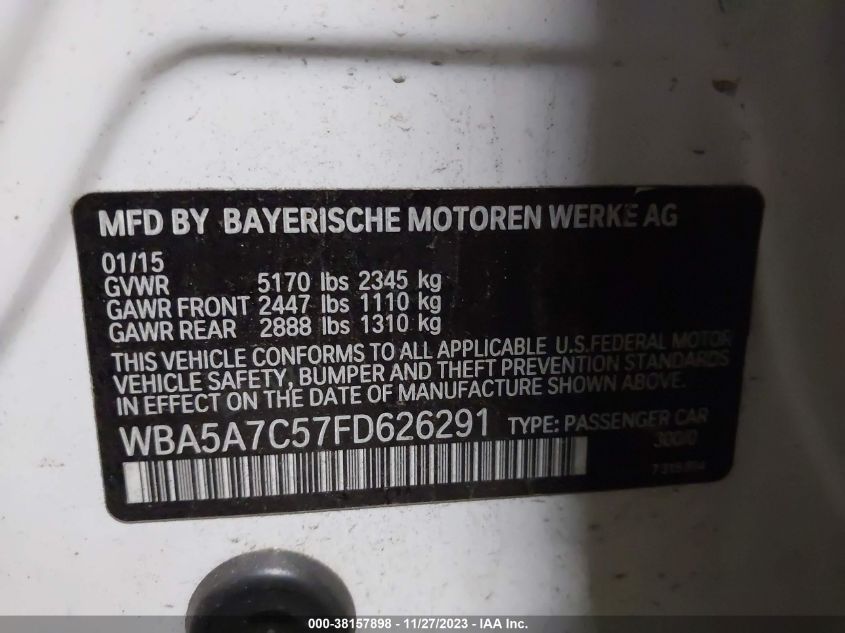 MFD BY BAYERISCHE MOTOREN WERKE AG
01/15
GVWR 5170 lbs 2345 kg
GAWR FRONT 2447 lbs 1110 kg
GAWR REAR 2888 lbs 1310 kg
THIS VEHICLE CONFORMS TO ALL APPLICABLE U.S.FEDERAL MOTOR
VEHICLE SAFETY, BUMPER AND THEFT PREVENTION STANDARDS
IN EFFECT ON THE DATE OF MANUFACTURE SHOWN ABOVE.
WBA5A7C57FD626291 TYPE: PASSENGER CAR
000-38157898 - 11/27/2023 - IAA Inc.